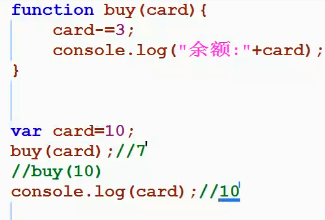 function buy(card){
card-=3;
console.log("余额:"+card);
}
var card=10;
buy(card);//7
//buy(10)
console.log(card);//10